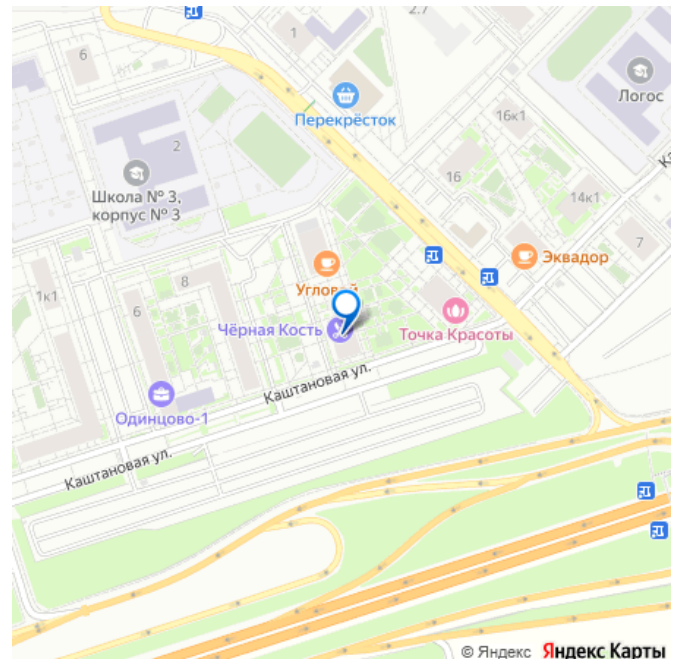 2.7
1
6
Перекрёсток
Логос
16к1
2
Школа № 3,
корпус № 3
16
14к1
7
Эквадор
8
1к1
6
Чёрная Кость
Точка Красоты
Каштановая ул.
Одинцово-1
Каштановая ул.
© Яндекс Яндекс Карты